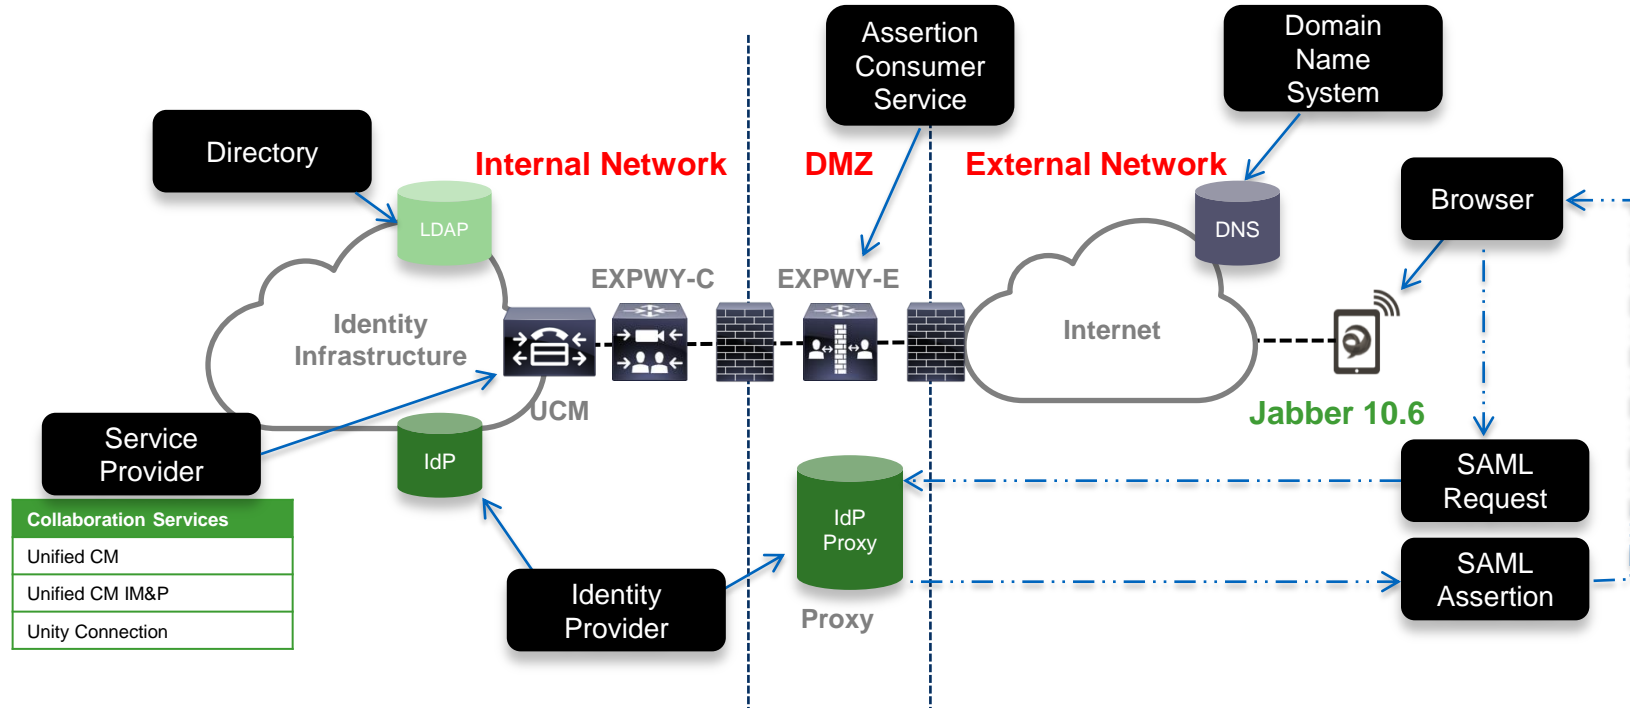 Assertion
Consumer
Service
Domain
Name
System
Directory
Internal Network
DMZ
External Network
Browser
LDAP
DNS
EXPWY-C
EXPWY-E
Identity
Infrastructure
Internet
UCM
Jabber 10.6
Service
Provider
IdP
SAML
Request
IdP
Proxy
Collaboration Services
Unified CM
Unified CM IM&P
Unity Connection
Identity
Provider
Proxy
SAML
Assertion